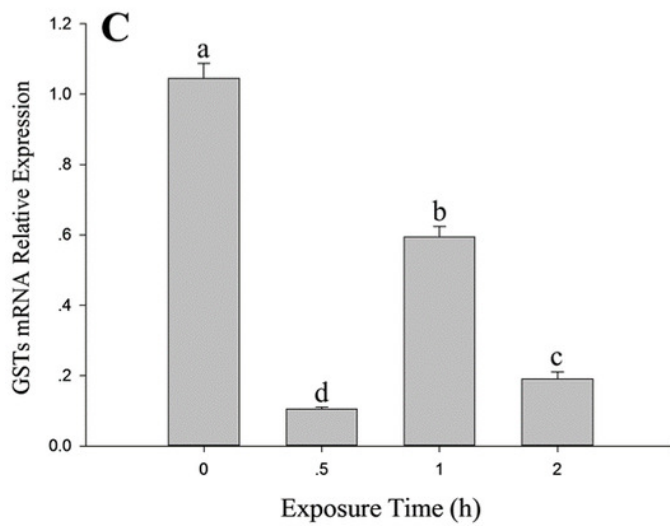 C
GSTs mRNA Relative Expression
1.2
1.0
.8
.6
.4
.2
0.0
a
d
b
c
0
.5
1
2
Exposure Time (h)